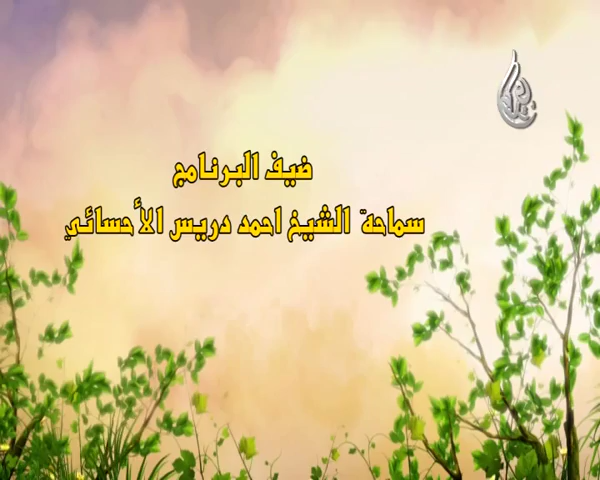 ضيف البرنامج
سماحة الشيخ احمد دريس الأحسائي